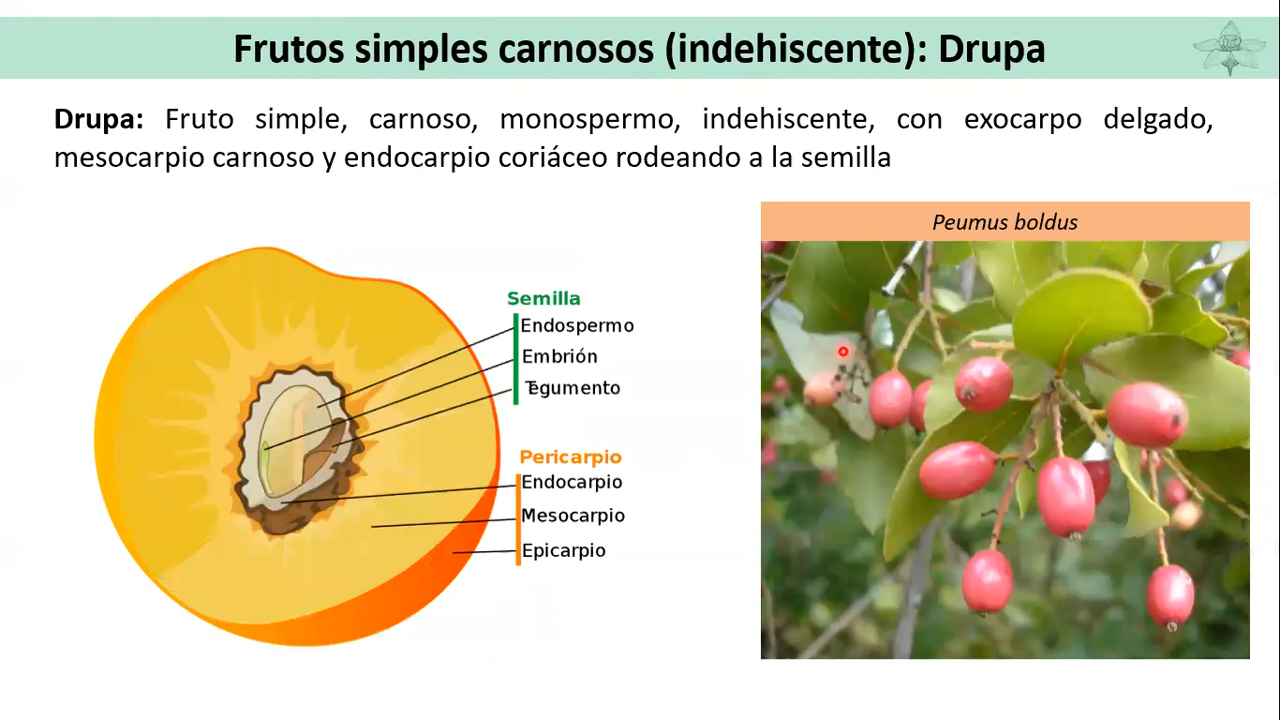 Frutos simples carnosos (indehiscente): Drupa
Drupa: Fruto simple, carnoso, monospermo, indehiscente, con exocarpo delgado,
mesocarpio carnoso y endocarpio coriáceo rodeando a la semilla
Peumus boldus
Semilla
Endospermo
Embrión
Tegumento
Pericarpio
Endocarpio
Mesocarpio
Epicarpio